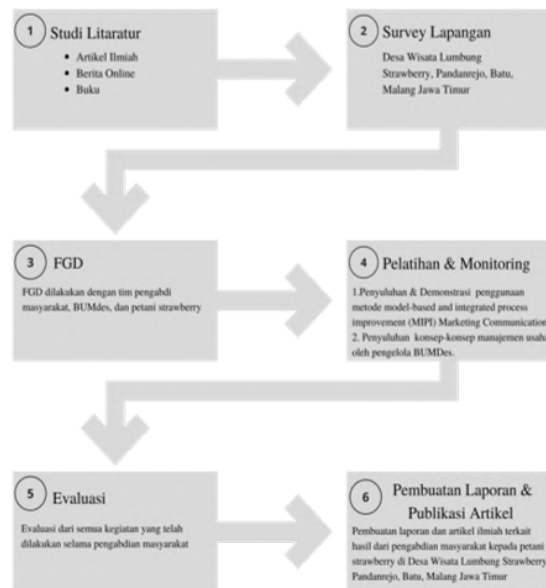 1 Studi Litaratur
• Artikel Ilmiah
• Berita Online
• Buku
2 Survey Lapangan
Desa Wisata Lumbung
Strawberry, Pandanrejo, Batu,
Malang Jawa Timur
3 FGD
FGD dilakukan dengan tim pengabdi
masyarakat, BUMdes, dan petani strawberry
4 Pelatihan & Monitoring
1.Penyuluhan & Demonstrasi penggunaan
metode model-based and integrated process
improvement (MIPI) Marketing Communication
2. Penyuluhan konsep-konsep manajemen usaha
oleh pengelola BUMDes.
5 Evaluasi
Evaluasi dari semua kegiatan yang telah
dilakukan selama pengabdian masyarakat
6 Pembuatan Laporan &
Publikasi Artikel
Pembuatan laporan dan artikel ilmiah terkait
hasil dari pengabdian masyarakat kepada petani
strawberry di Desa Wisata Lumbung Strawberry
Pandanrejo, Batu, Malang Jawa Timur